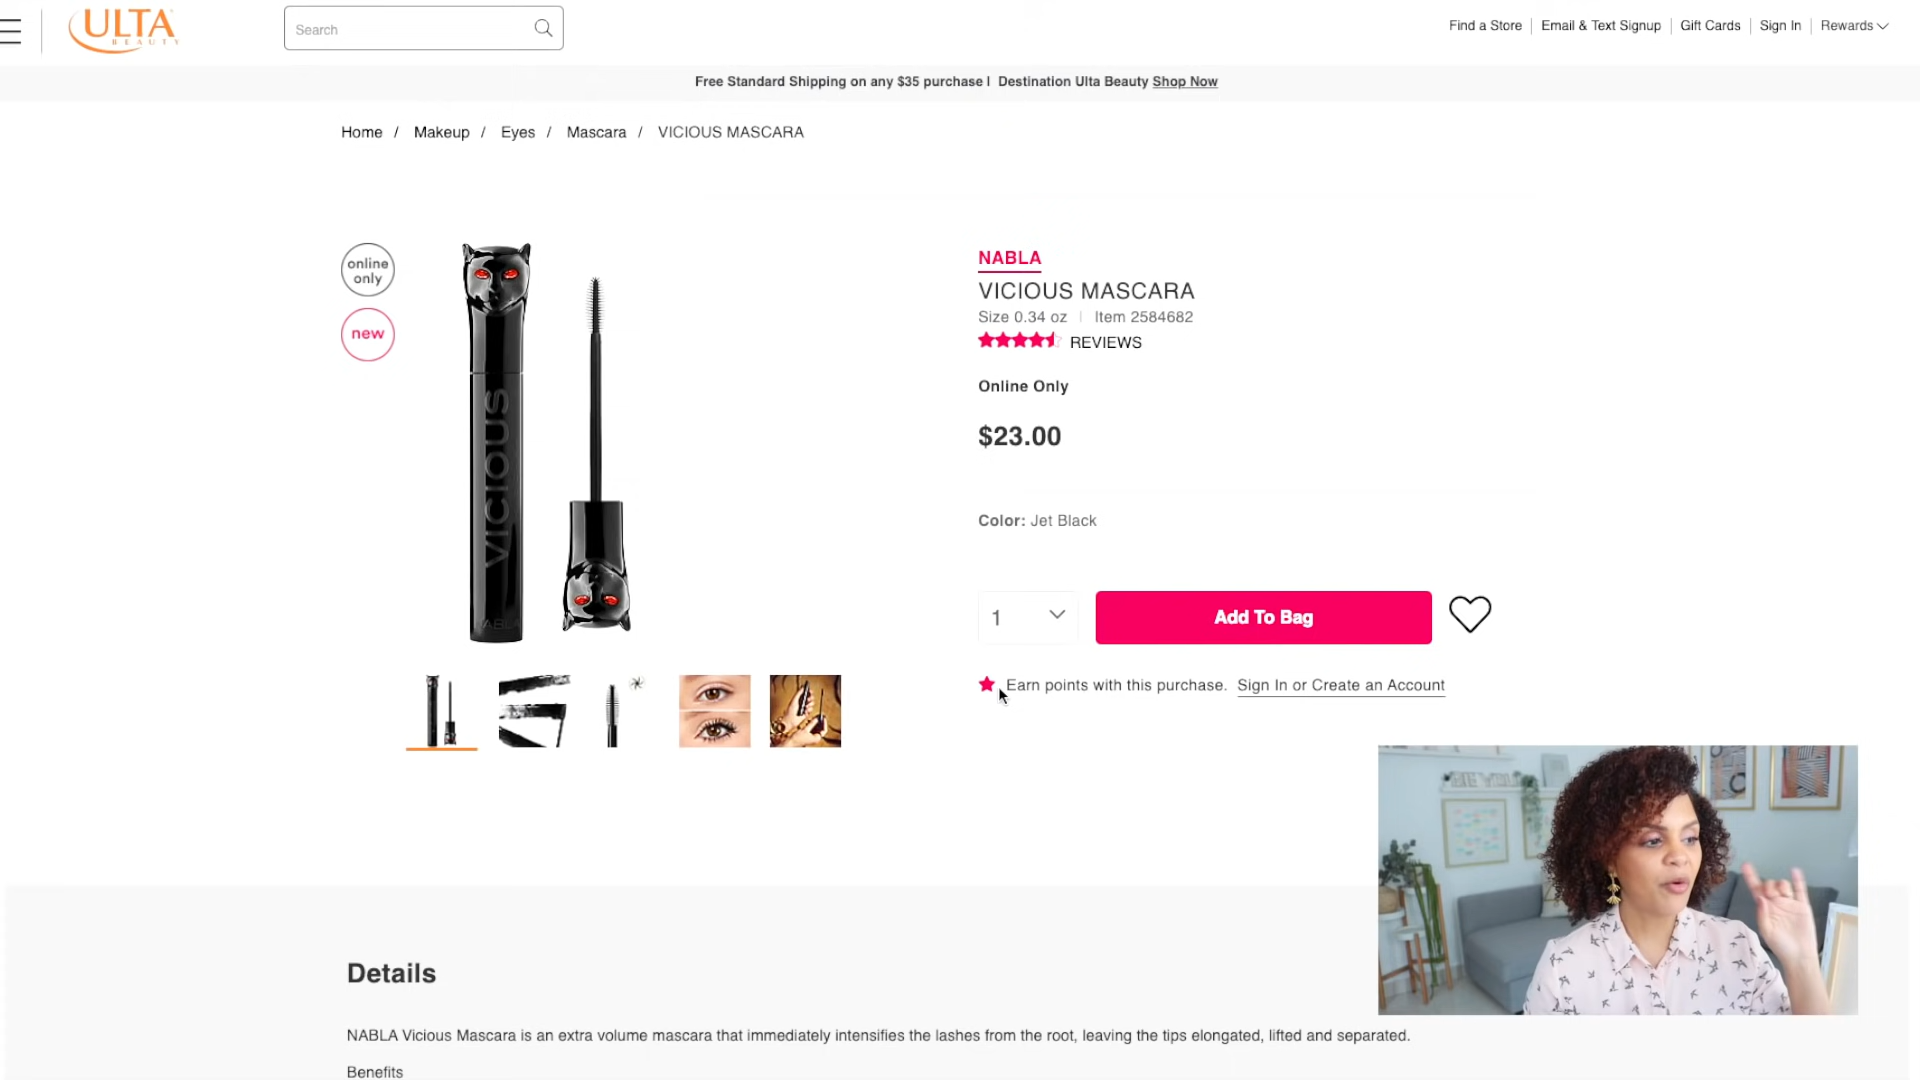 ULTA
BEAUTY
Search
Find a Store
Email & Text Signup
Gift Cards
Sign In
Rewards
Free Standard Shipping on any $35 purchase | Destination Ulta Beauty Shop Now
Home / Makeup / Eyes / Mascara / VICIOUS MASCARA
online
only
new
VICIOUS
NABLA
NABLA
VICIOUS MASCARA
Size 0.34 oz | Item 2584682
REVIEWS
Online Only
$23.00
Color: Jet Black
1
Add To Bag
Earn points with this purchase. Sign In or Create an Account
Details
NABLA Vicious Mascara is an extra volume mascara that immediately intensifies the lashes from the root, leaving the tips elongated, lifted and separated.
Benefits